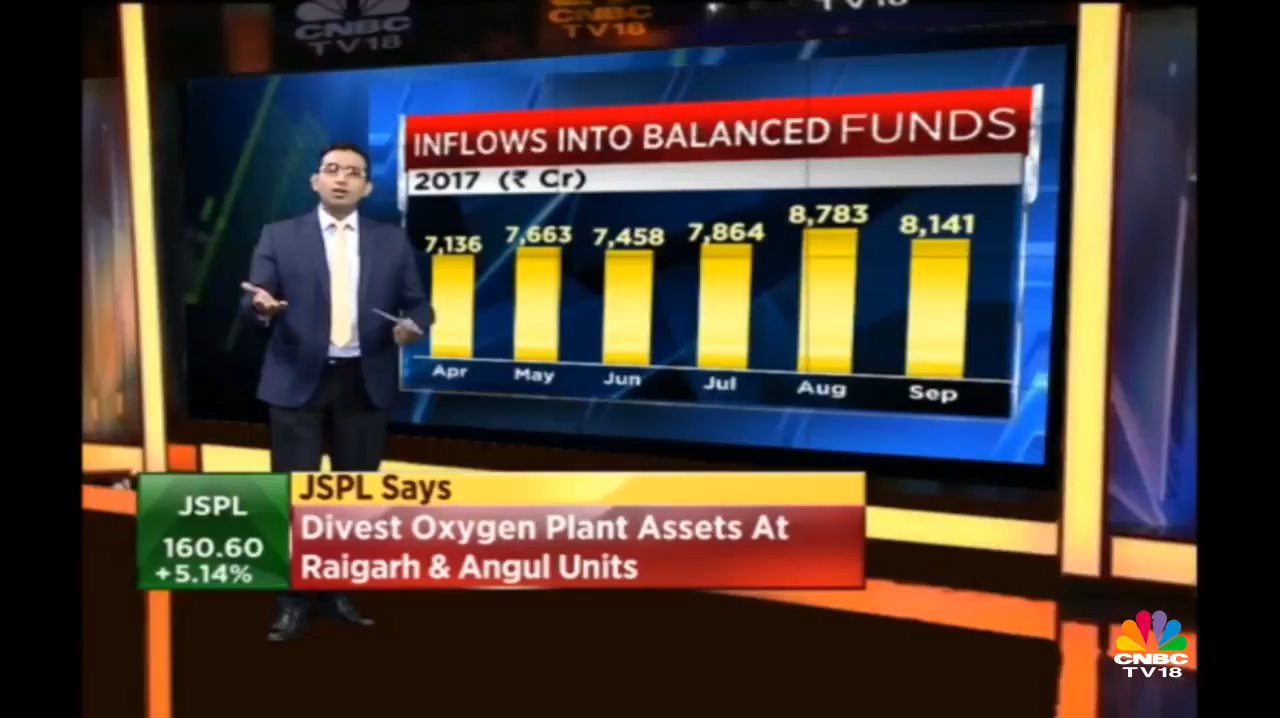 CNBC
TV18
CNBC
TV18
TV18
INFLOWS INTO BALANCED FUNDS
2017 (₹ Cr)
7,136 7,663 7,458 7,864 8,783 8,141
Apr May Jun Jul Aug Sep
JSPL
160.60
+5.14%
JSPL Says
Divest Oxygen Plant Assets At
Raigarh & Angul Units
CNBC
TV18